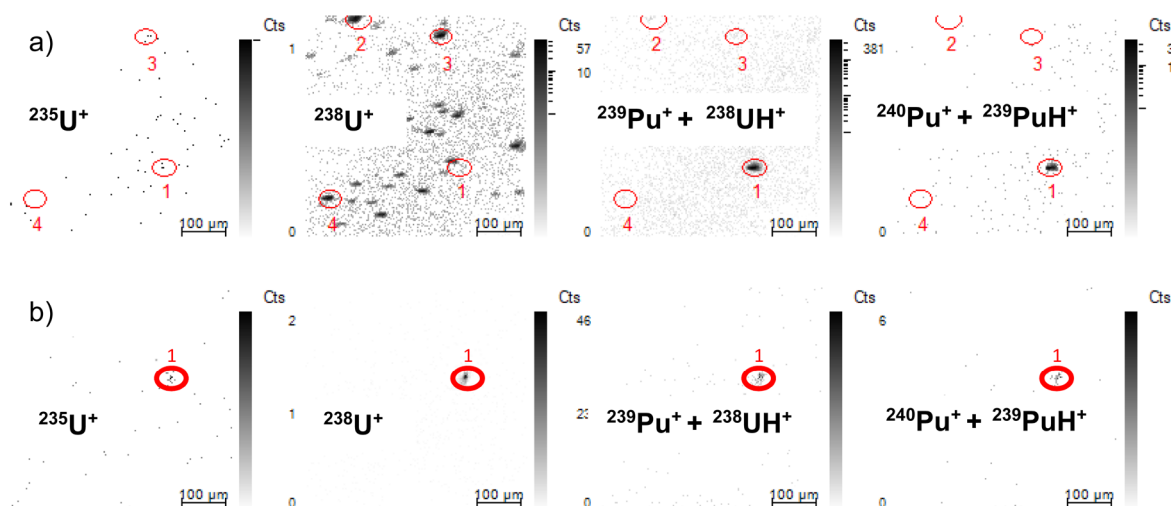 a)
Cts
Cts
Cts
Cts
1
57
10
381
3
2
3
2
3
2
3
²³⁵U⁺
²³⁸U⁺
²³⁹Pu⁺ + ²³⁸UH⁺
²⁴⁰Pu⁺ + ²³⁹PuH⁺
1
1
1
1
4
4
4
4
100 µm
0
100 µm
0
100 µm
0
100 µm
b)
Cts
Cts
Cts
Cts
2
46
6
1
1
1
1
²³⁵U⁺
1
²³⁸U⁺
²³⁹Pu⁺ + ²³⁸UH⁺
²⁴⁰Pu⁺ + ²³⁹PuH⁺
100 µm
0
100 µm
0
100 µm
0
100 µm